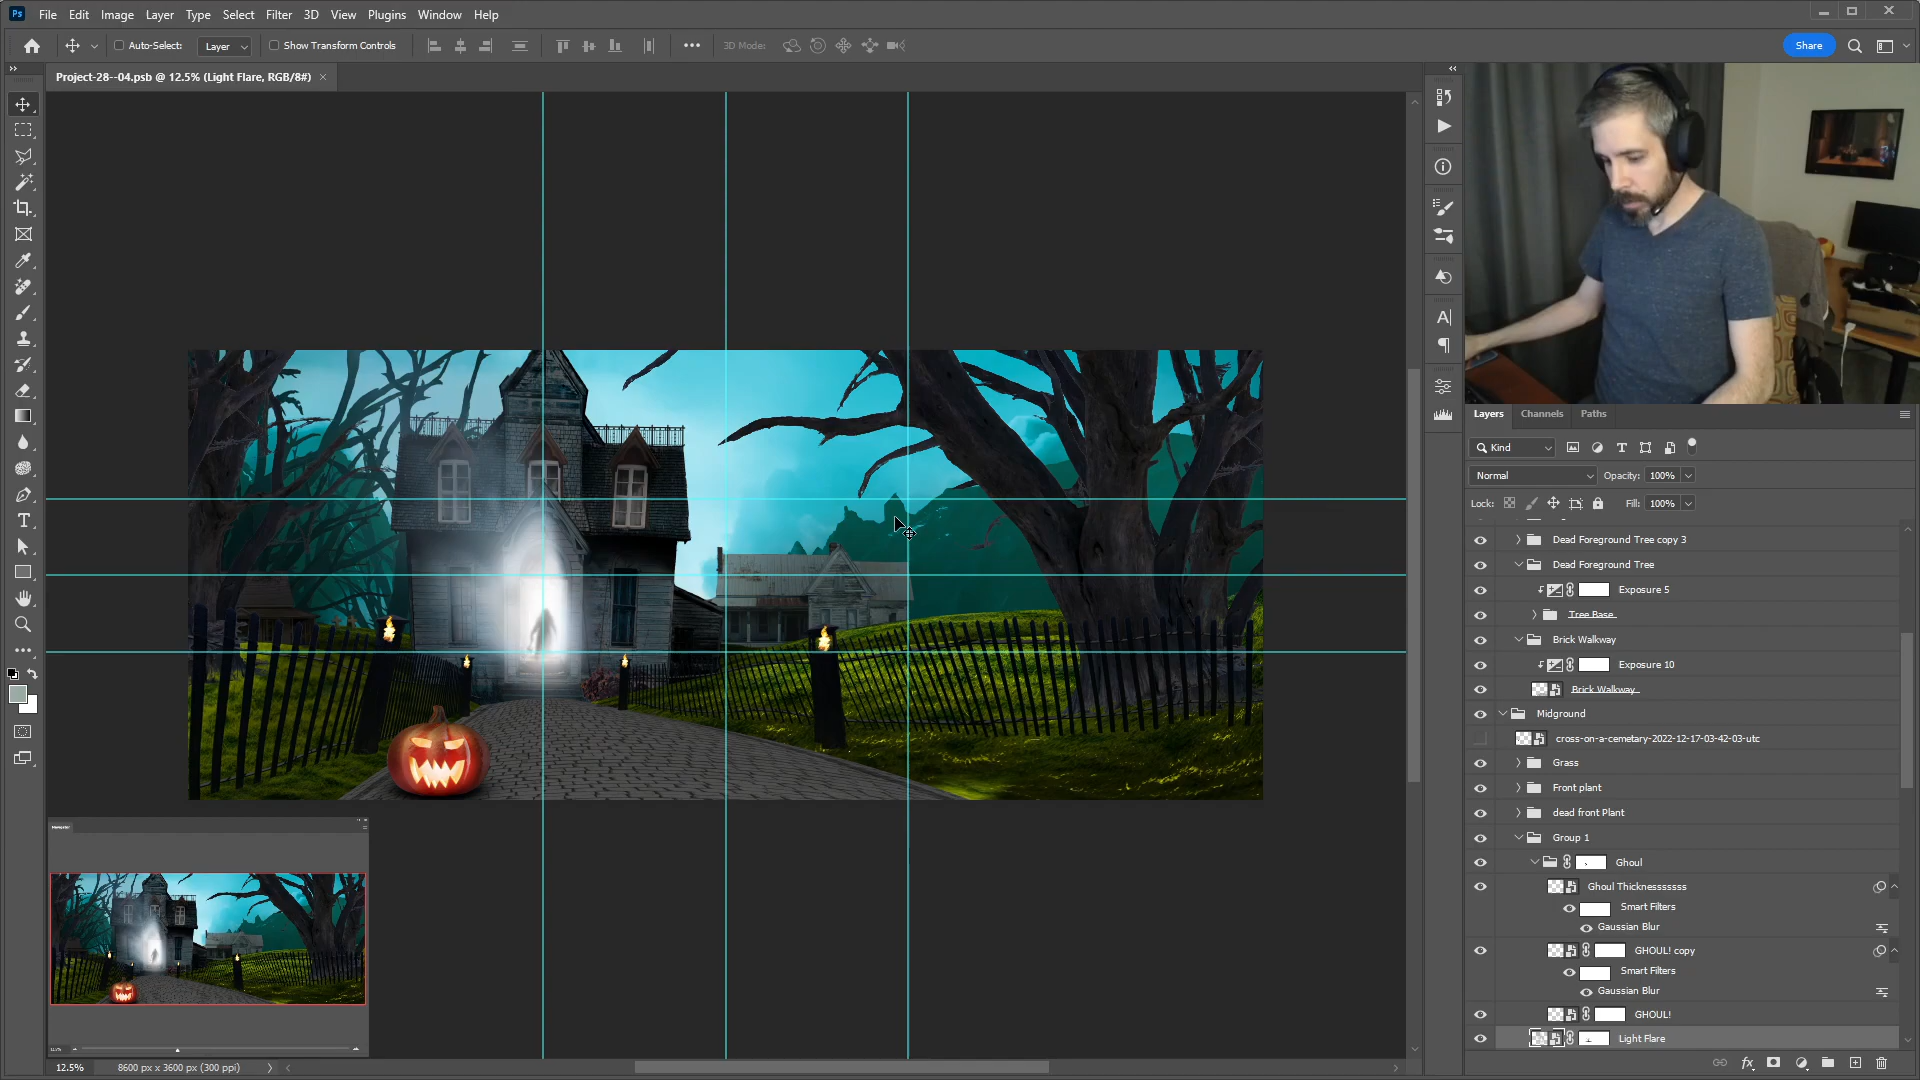 Ps File Edit Image Layer Type Select Filter 3D View Plugins Window Help
Auto-Select: Layer Show Transform Controls 3D Mode: Share
Project-28--04.psb @ 12.5% (Light Flare, RGB/8#)
Layers Channels Paths
Kind
Normal Opacity: 100%
Lock: Fill: 100%
Dead Foreground Tree copy 3
Dead Foreground Tree
Exposure 5
Tree Base
Brick Walkway
Exposure 10
Brick Walkway
Midground
cross-on-a-cemetary-2022-12-17-03-42-03-utc
Grass
Front plant
dead front Plant
Group 1
Ghoul
Ghoul Thicknesssssss
Smart Filters
Gaussian Blur
GHOUL! copy
Smart Filters
Gaussian Blur
GHOUL!
Light Flare
12.5% 8600 px x 3600 px (300 ppi)